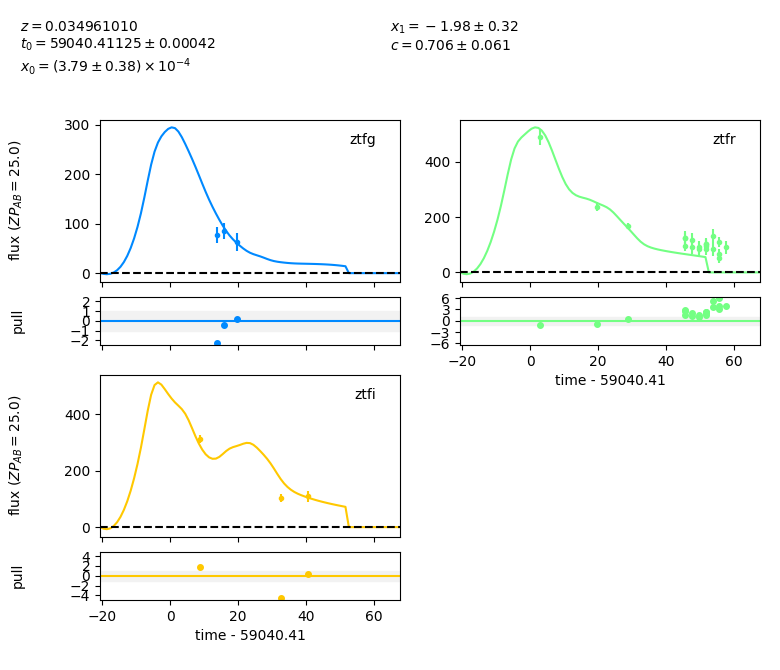 z = 0.034961010
t₀ = 59040.41125 ± 0.00042
x₀ = (3.79 ± 0.38) × 10⁻⁴
x₁ = −1.98 ± 0.32
c = 0.706 ± 0.061
flux (ZP_AB = 25.0)
300
200
100
0
ztfg
400
200
0
ztfr
pull
2
1
0
−1
−2
6
3
0
−3
−6
−20 0 20 40 60
time - 59040.41
flux (ZP_AB = 25.0)
400
200
0
ztfi
pull
4
2
0
−2
−4
−20 0 20 40 60
time - 59040.41